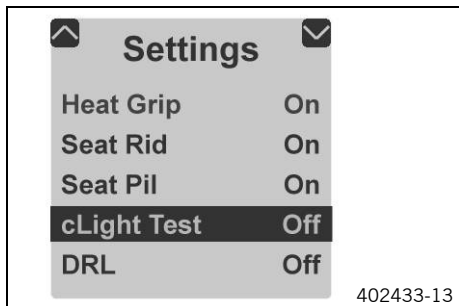 Settings
Heat Grip On
Seat Rid On
Seat Pil On
cLight Test Off
DRL Off
402433-13